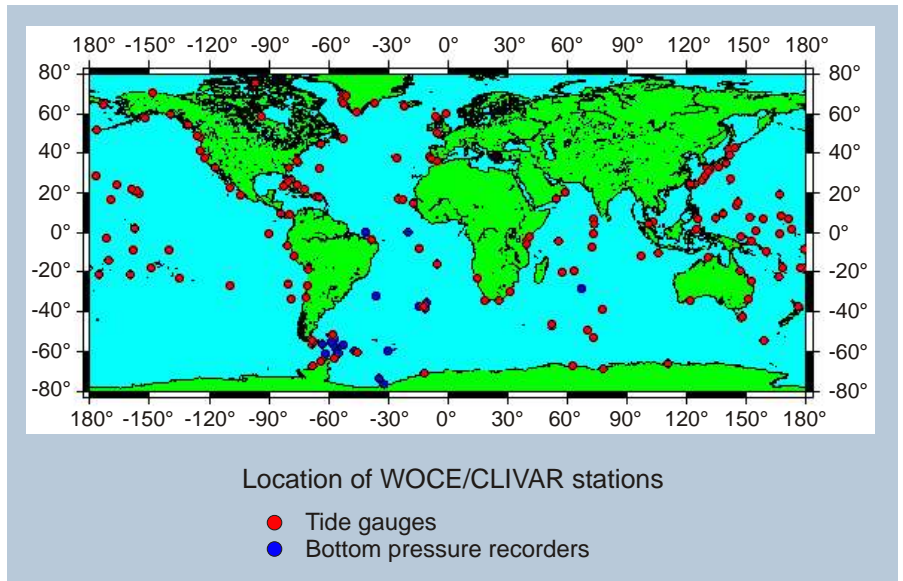 180° -150° -120° -90° -60° -30° 0° 30° 60° 90° 120° 150° 180°
80° 80°
60° 60°
40° 40°
20° 20°
0° 0°
-20° -20°
-40° -40°
-60° -60°
-80° -80°
180° -150° -120° -90° -60° -30° 0° 30° 60° 90° 120° 150° 180°
Location of WOCE/CLIVAR stations
Tide gauges
Bottom pressure recorders